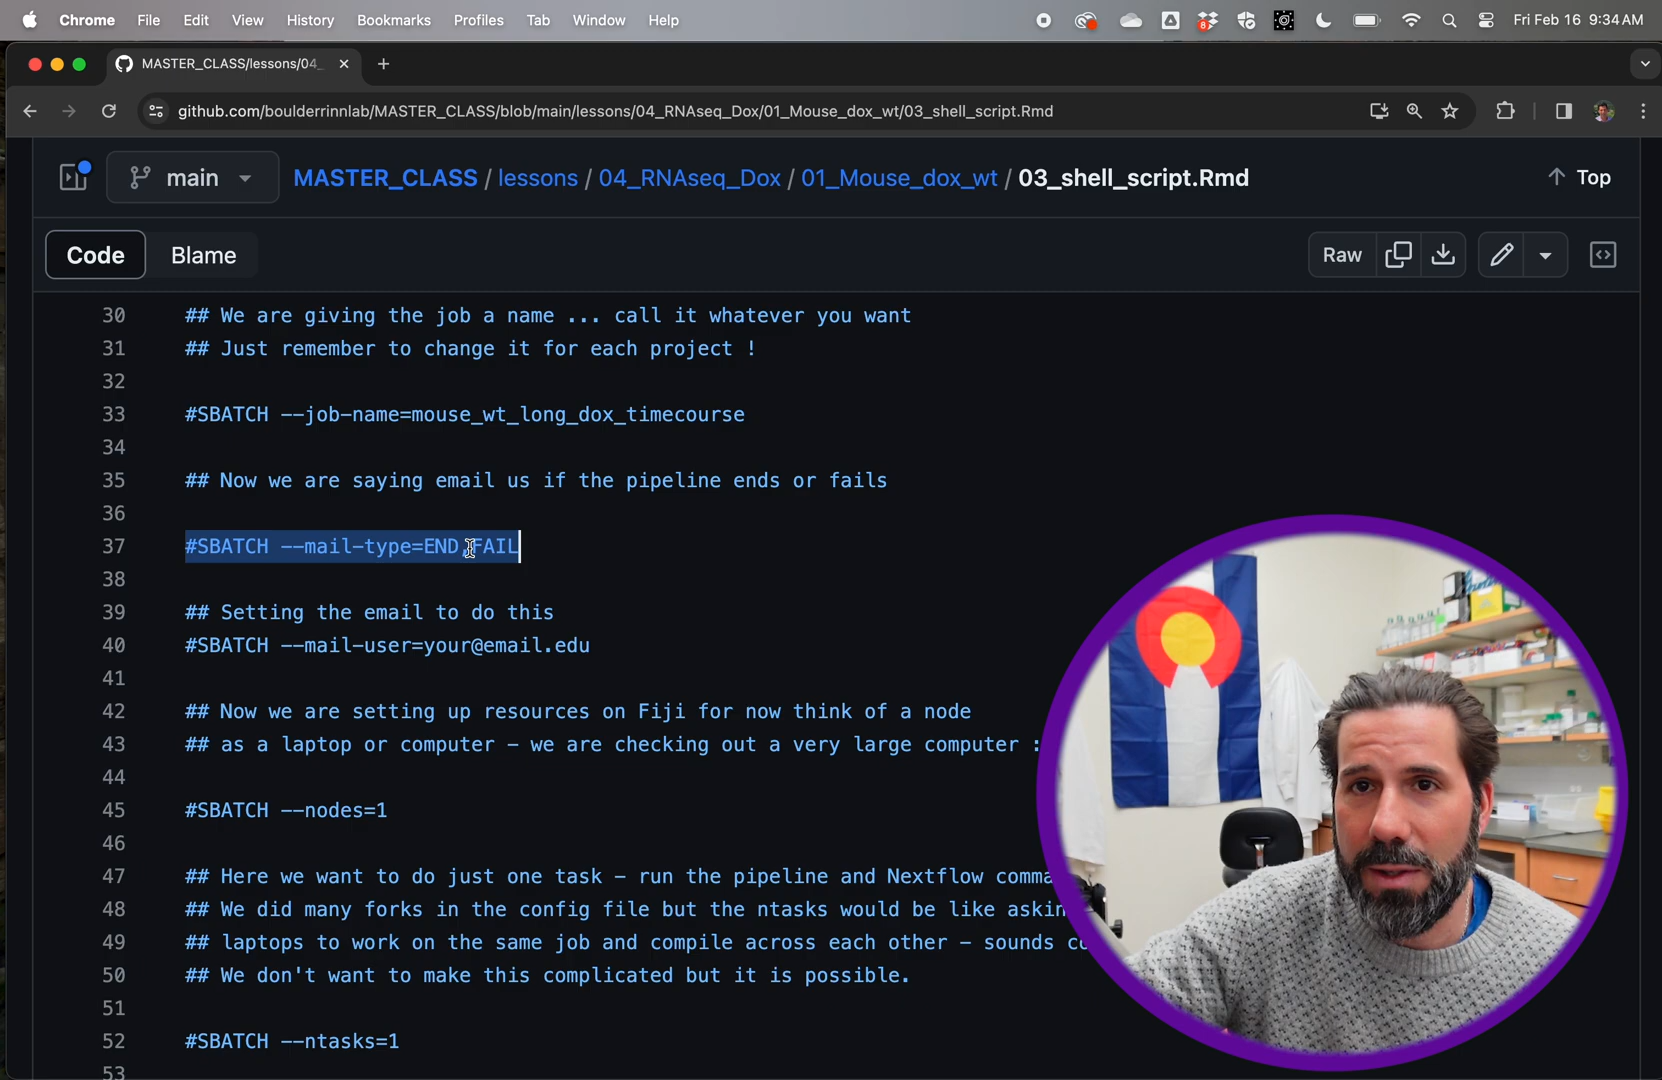 Chrome File Edit View History Bookmarks Profiles Tab Window Help 8 Fri Feb 16 9:34 AM
MASTER_CLASS/lessons/04_
github.com/boulderrinnlab/MASTER_CLASS/blob/main/lessons/04_RNAseq_Dox/01_Mouse_dox_wt/03_shell_script.Rmd
main MASTER_CLASS / lessons / 04_RNAseq_Dox / 01_Mouse_dox_wt / 03_shell_script.Rmd Top
Code Blame Raw
30 ## We are giving the job a name ... call it whatever you want
31 ## Just remember to change it for each project !
32
33 #SBATCH --job-name=mouse_wt_long_dox_timecourse
34
35 ## Now we are saying email us if the pipeline ends or fails
36
37 #SBATCH --mail-type=END,FAIL
38
39 ## Setting the email to do this
40 #SBATCH --mail-user=your@email.edu
41
42 ## Now we are setting up resources on Fiji for now think of a node
43 ## as a laptop or computer - we are checking out a very large computer :
44
45 #SBATCH --nodes=1
46
47 ## Here we want to do just one task - run the pipeline and Nextflow comma
48 ## We did many forks in the config file but the ntasks would be like askin
49 ## laptops to work on the same job and compile across each other - sounds co
50 ## We don't want to make this complicated but it is possible.
51
52 #SBATCH --ntasks=1
53